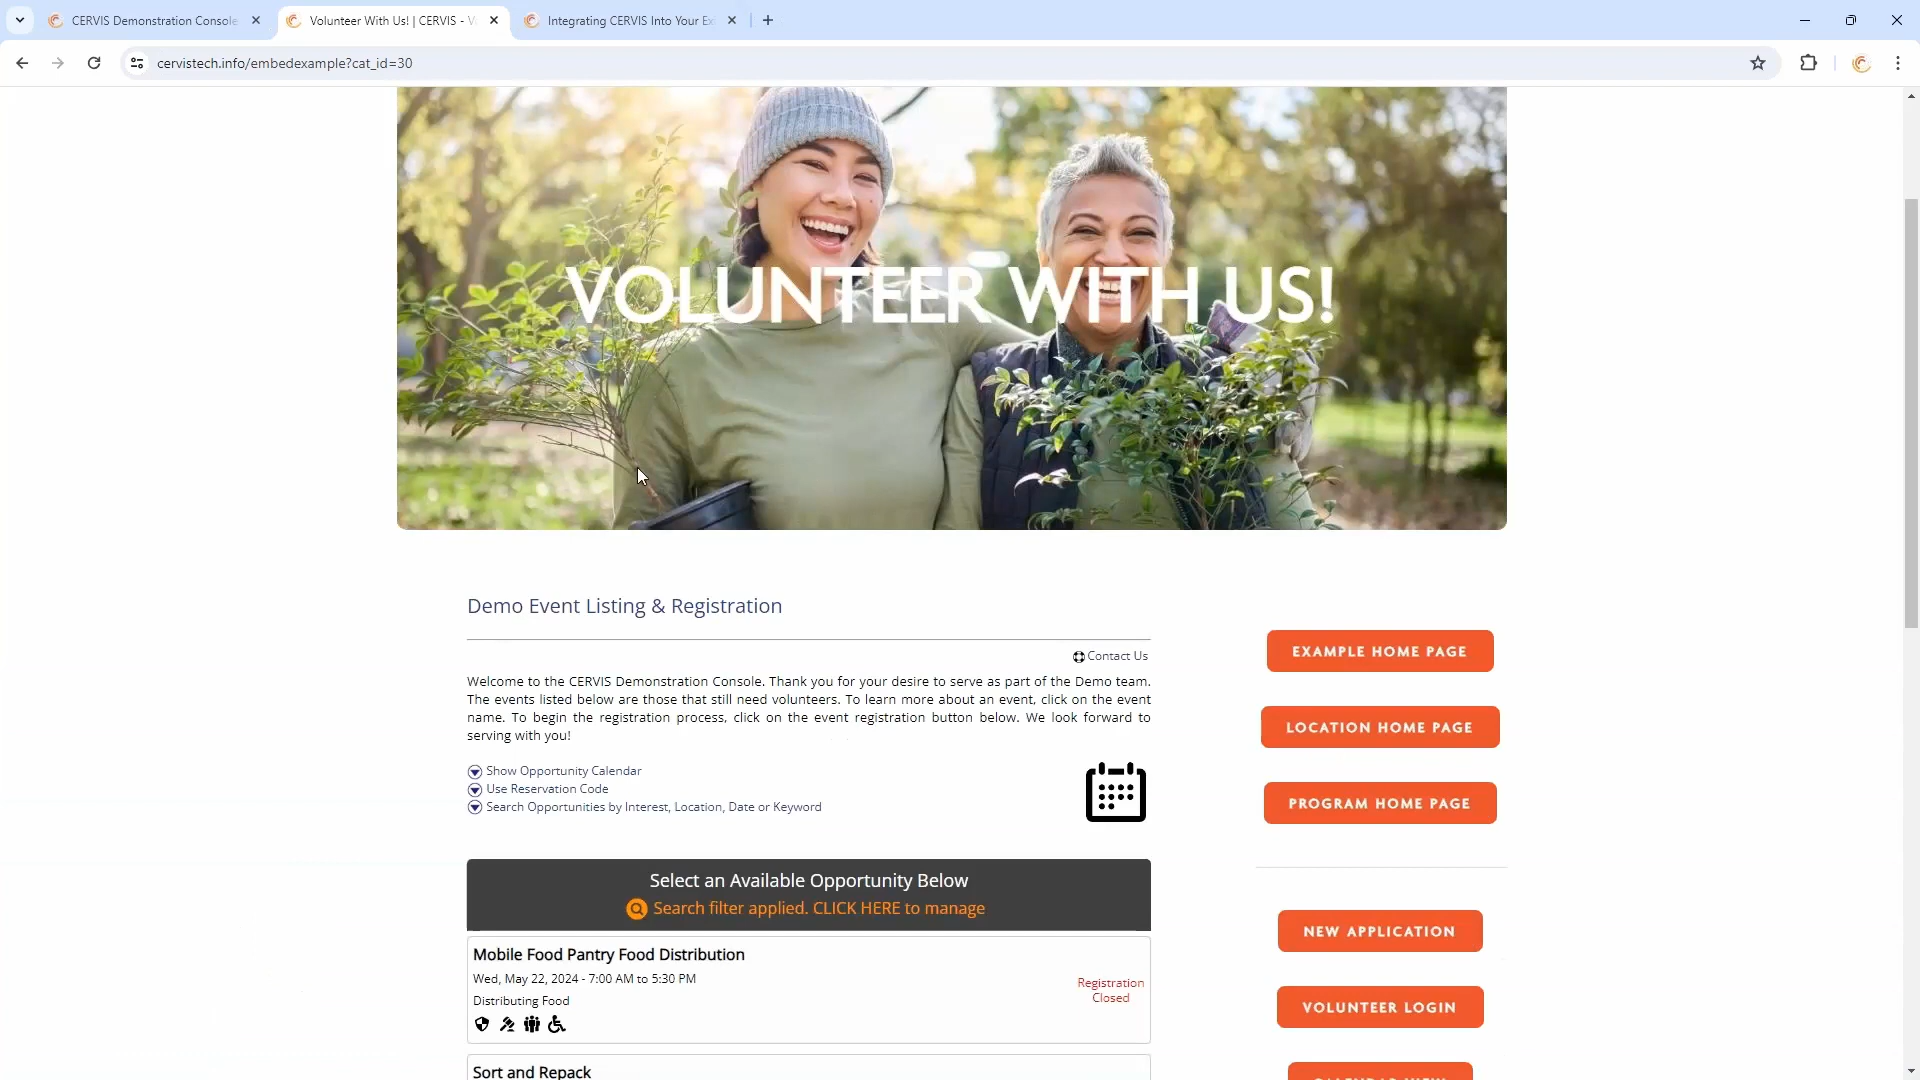 CERVIS Demonstration Console
Volunteer With Us! | CERVIS - V
Integrating CERVIS Into Your Ex
cervistech.info/embedexample?cat_id=30
VOLUNTEER WITH US!
Demo Event Listing & Registration
Contact Us
Welcome to the CERVIS Demonstration Console. Thank you for your desire to serve as part of the Demo team.
The events listed below are those that still need volunteers. To learn more about an event, click on the event
name. To begin the registration process, click on the event registration button below. We look forward to
serving with you!
Show Opportunity Calendar
Use Reservation Code
Search Opportunities by Interest, Location, Date or Keyword
Select an Available Opportunity Below
Search filter applied. CLICK HERE to manage
Mobile Food Pantry Food Distribution
Wed, May 22, 2024 - 7:00 AM to 5:30 PM
Distributing Food
Registration
Closed
Sort and Repack
EXAMPLE HOME PAGE
LOCATION HOME PAGE
PROGRAM HOME PAGE
NEW APPLICATION
VOLUNTEER LOGIN